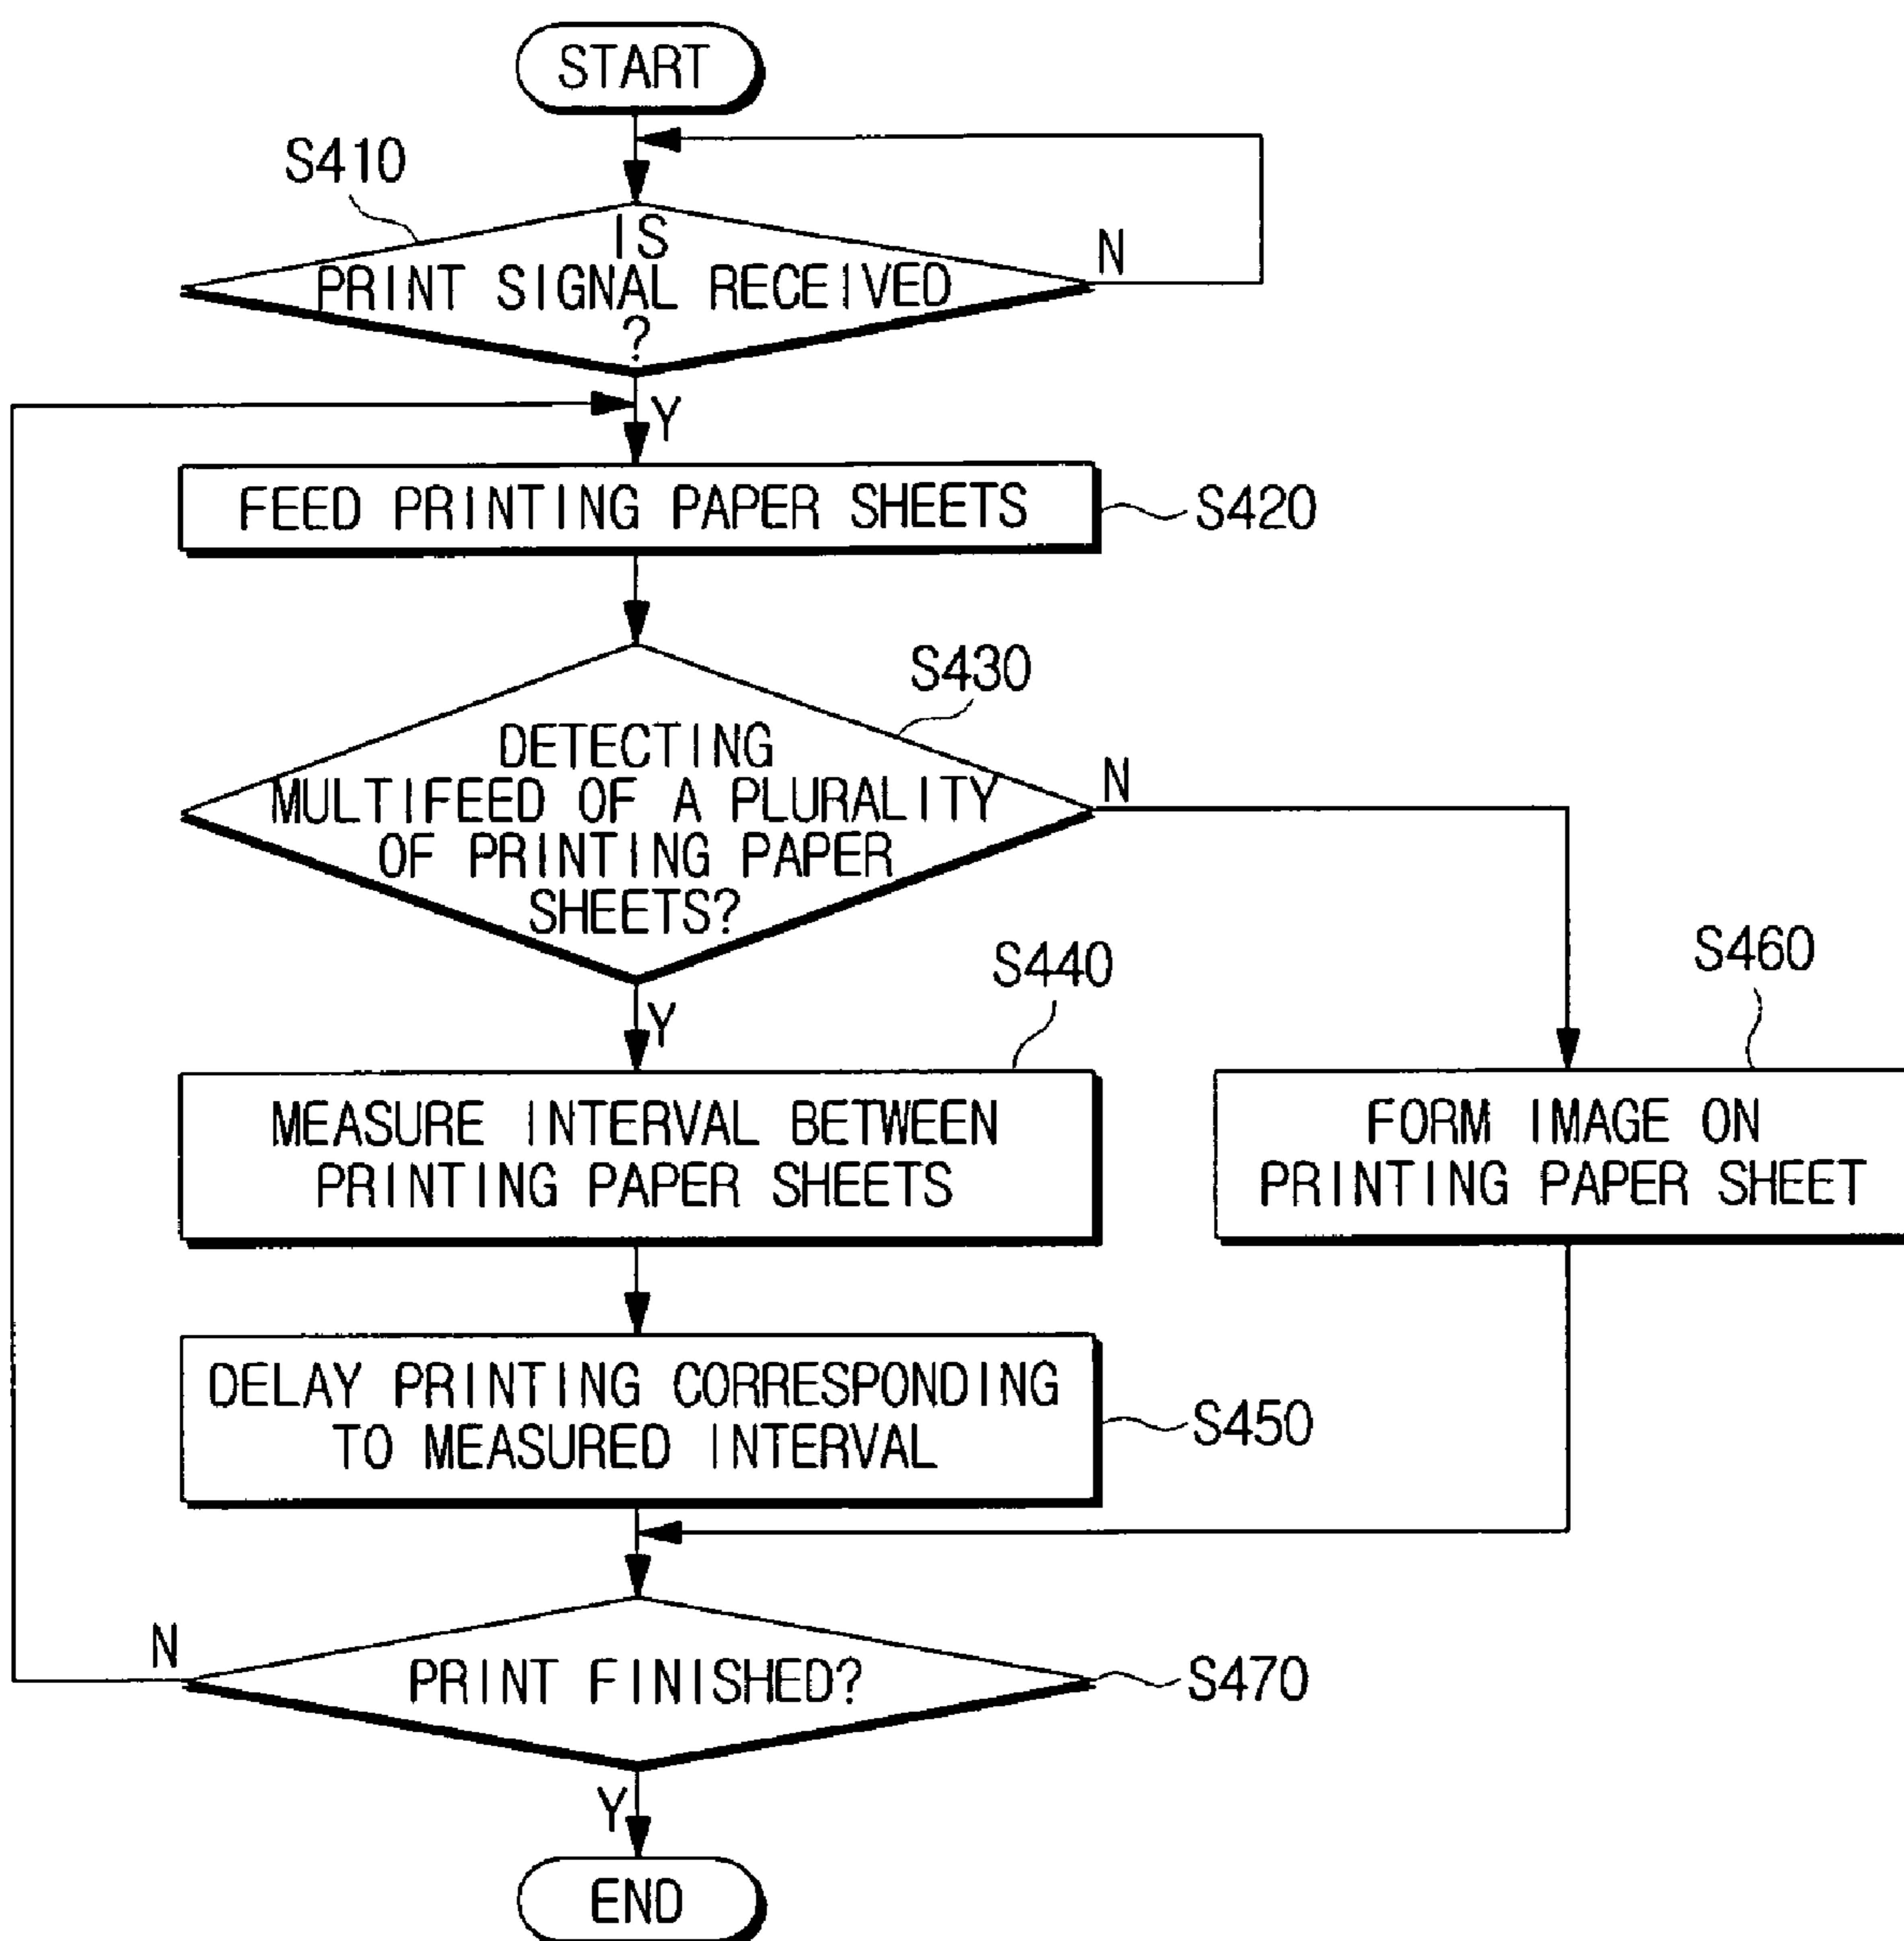 START
S410
IS
PRINT SIGNAL RECEIVED
?
N
Y
FEED PRINTING PAPER SHEETS
S420
S430
DETECTING
MULTIFEED OF A PLURALITY
OF PRINTING PAPER
SHEETS?
N
Y
S440
S460
MEASURE INTERVAL BETWEEN
PRINTING PAPER SHEETS
FORM IMAGE ON
PRINTING PAPER SHEET
DELAY PRINTING CORRESPONDING
TO MEASURED INTERVAL
S450
N
PRINT FINISHED?
S470
Y
END